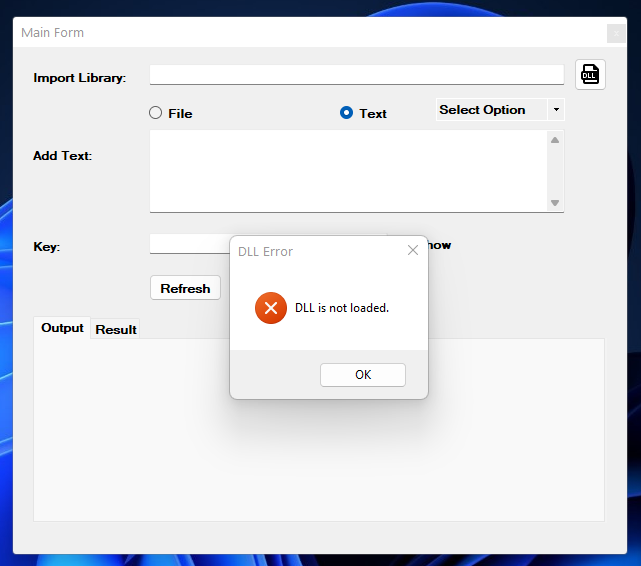 Main Form
Import Library:
DLL
File Text Select Option
Add Text:
Key: how
DLL Error
DLL is not loaded.
OK
Refresh
Output Result